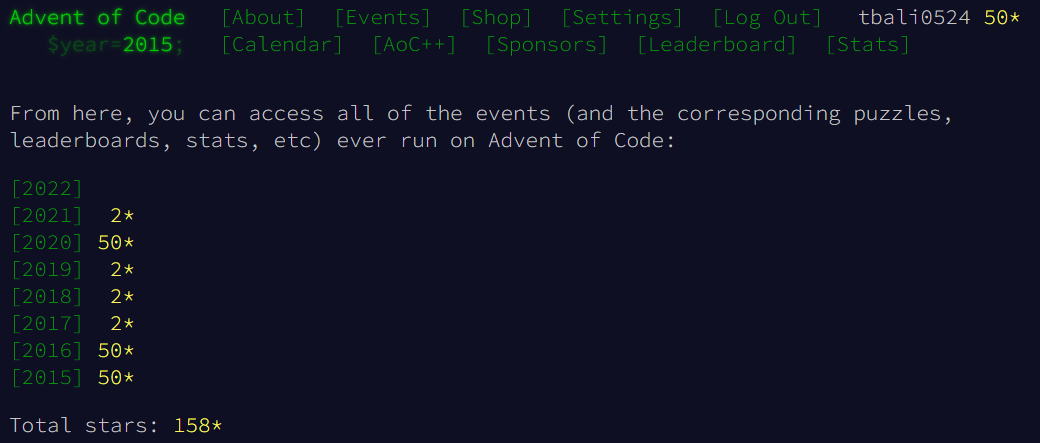 Advent of Code [About] [Events] [Shop] [Settings] [Log Out] tbali0524 50*
$year=2015; [Calendar] [AoC++] [Sponsors] [Leaderboard] [Stats]
From here, you can access all of the events (and the corresponding puzzles,
leaderboards, stats, etc) ever run on Advent of Code:
[2022]
[2021] 2*
[2020] 50*
[2019] 2*
[2018] 2*
[2017] 2*
[2016] 50*
[2015] 50*
Total stars: 158*